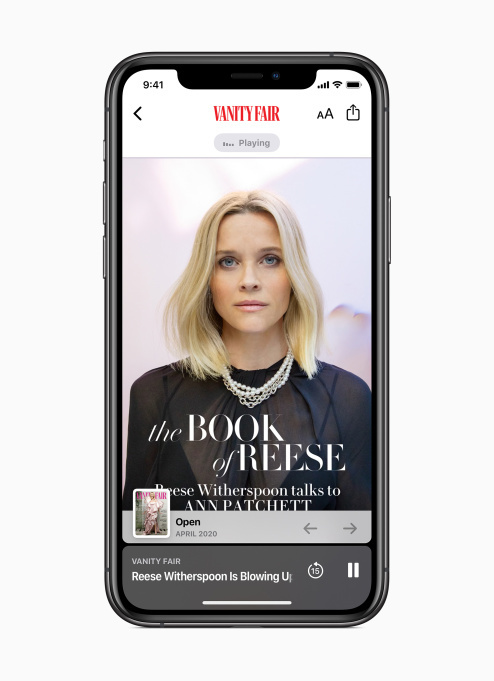 9:41
VANITY FAIR
AA
Playing
the BOOK
of REESE
Reese Witherspoon talks to
ANN PATCHETT
VANITY FAIR
Open
APRIL 2020
VANITY FAIR
Reese Witherspoon Is Blowing U
15